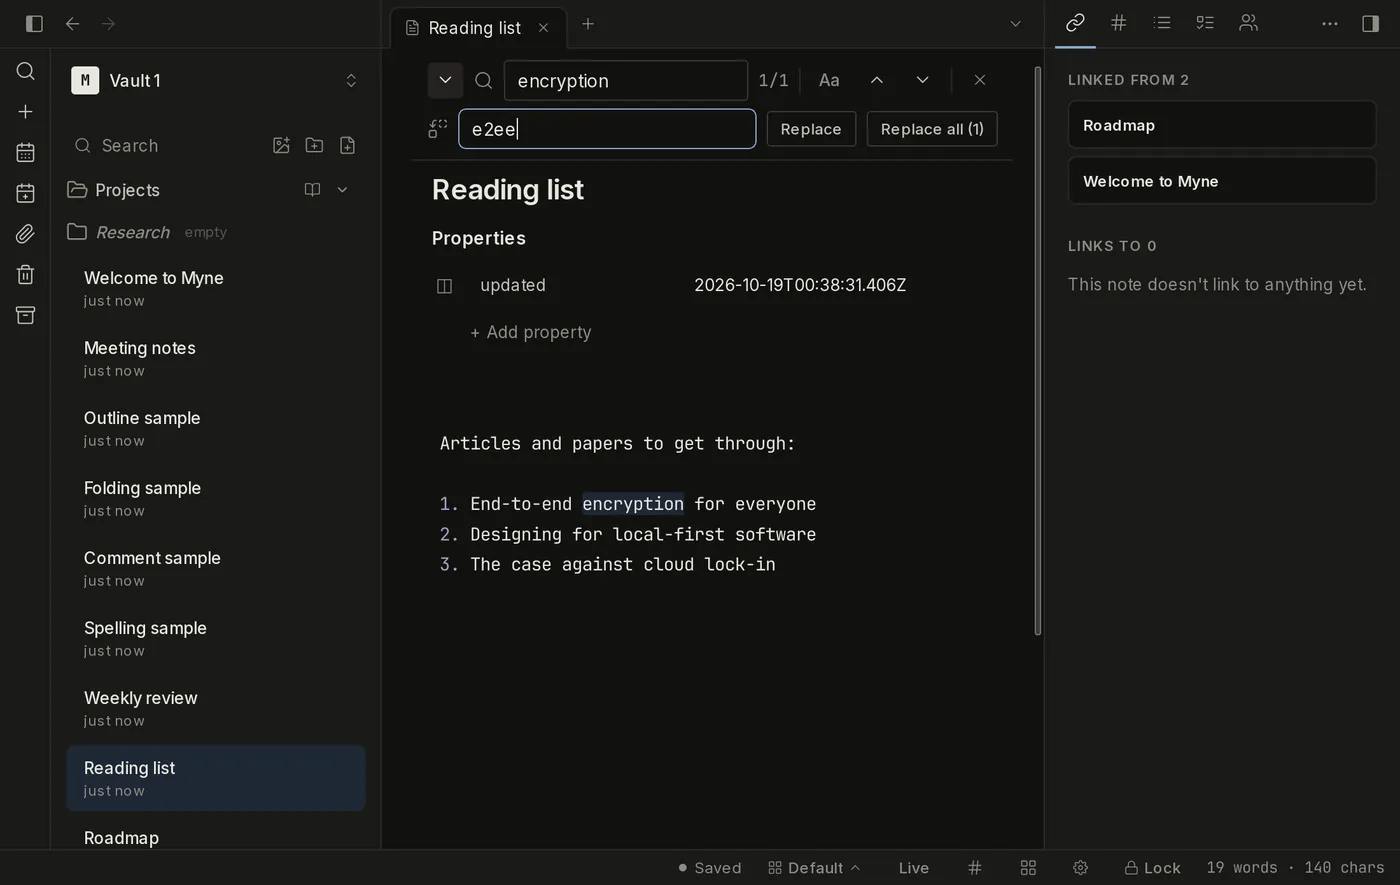 Reading list
M Vault 1
Search
Projects
Research empty
Welcome to Myne
just now
Meeting notes
just now
Outline sample
just now
Folding sample
just now
Comment sample
just now
Spelling sample
just now
Weekly review
just now
Reading list
just now
Roadmap
encryption 1/1 Aa
e2ee Replace Replace all (1)
Reading list
Properties
updated 2026-10-19T00:38:31.406Z
+ Add property
Articles and papers to get through:
1. End-to-end encryption for everyone
2. Designing for local-first software
3. The case against cloud lock-in
LINKED FROM 2
Roadmap
Welcome to Myne
LINKS TO 0
This note doesn't link to anything yet.
Saved Default Live Lock 19 words · 140 chars